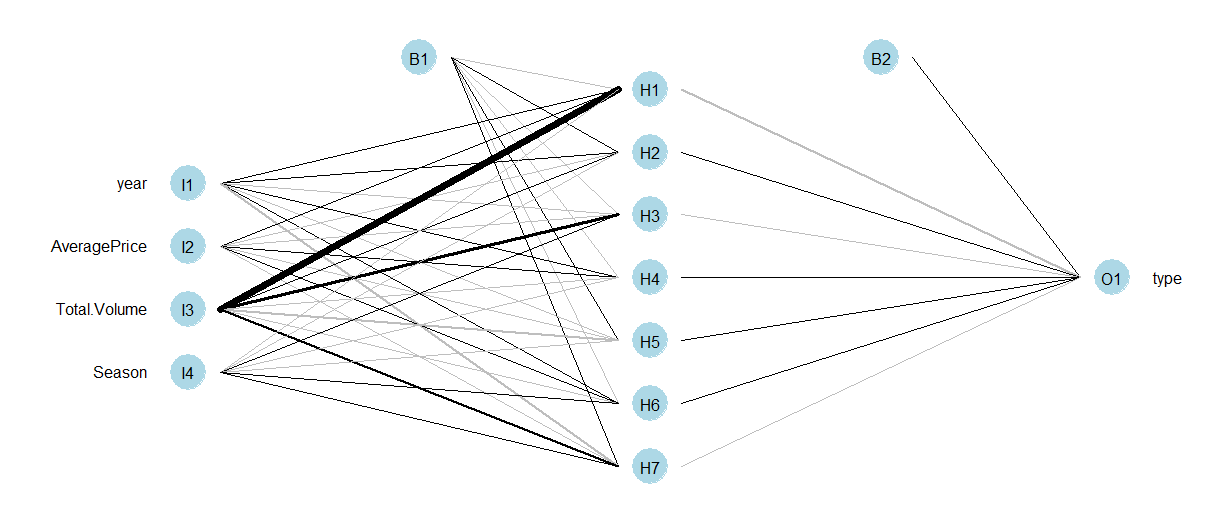 B1
B2
H1
H2
year
I1
H3
AveragePrice
I2
H4
O1
type
Total.Volume
I3
H5
Season
I4
H6
H7